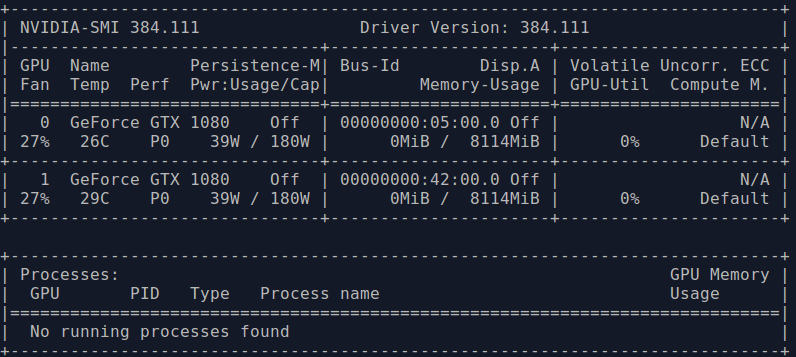 +-----------------------------------------------------------------------------+
| NVIDIA-SMI 384.111                Driver Version: 384.111                   |
|-------------------------------+----------------------+----------------------+
| GPU  Name        Persistence-M| Bus-Id        Disp.A | Volatile Uncorr. ECC |
| Fan  Temp  Perf  Pwr:Usage/Cap|         Memory-Usage | GPU-Util  Compute M. |
|===============================+======================+======================|
|   0  GeForce GTX 1080    Off  | 00000000:05:00.0 Off |                  N/A |
| 27%   26C    P0    39W / 180W |      0MiB /  8114MiB |      0%      Default |
+-------------------------------+----------------------+----------------------+
|   1  GeForce GTX 1080    Off  | 00000000:42:00.0 Off |                  N/A |
| 27%   29C    P0    39W / 180W |      0MiB /  8114MiB |      0%      Default |
+-------------------------------+----------------------+----------------------+

+-----------------------------------------------------------------------------+
| Processes:                                                       GPU Memory |
|  GPU       PID   Type   Process name                             Usage      |
|=============================================================================|
|  No running processes found                                                 |
+-----------------------------------------------------------------------------+